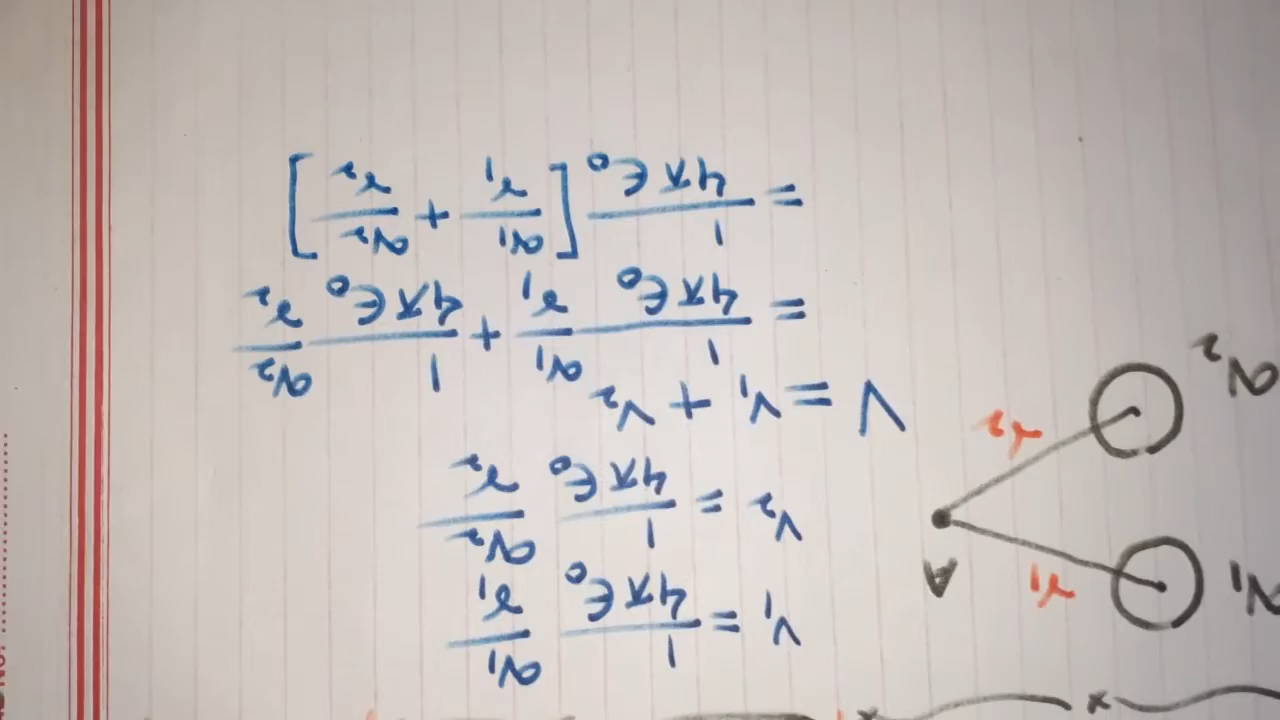 q₁
r₁
A
r₂
q₂
V₁ = 1/4πε₀ q₁/r₁
V₂ = 1/4πε₀ q₂/r₂
V = V₁ + V₂
= 1/4πε₀ q₁/r₁ + 1/4πε₀ q₂/r₂
= 1/4πε₀ [q₁/r₁ + q₂/r₂]